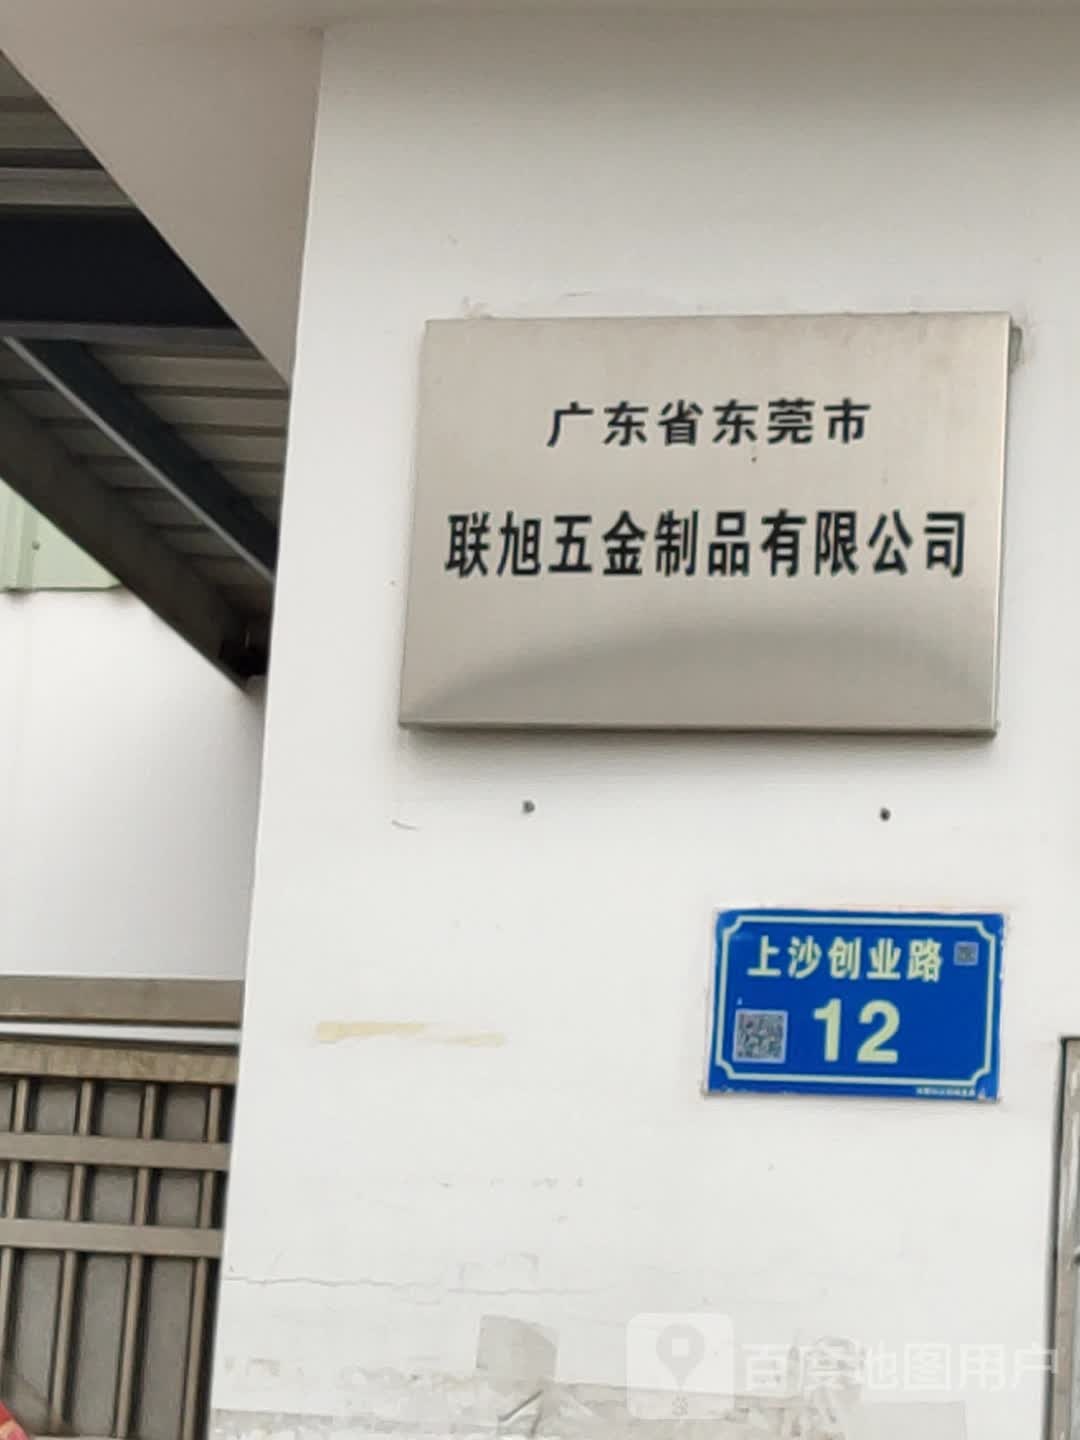 广东省东莞市
联旭五金制品有限公司
上沙创业路
12
百度地图用户